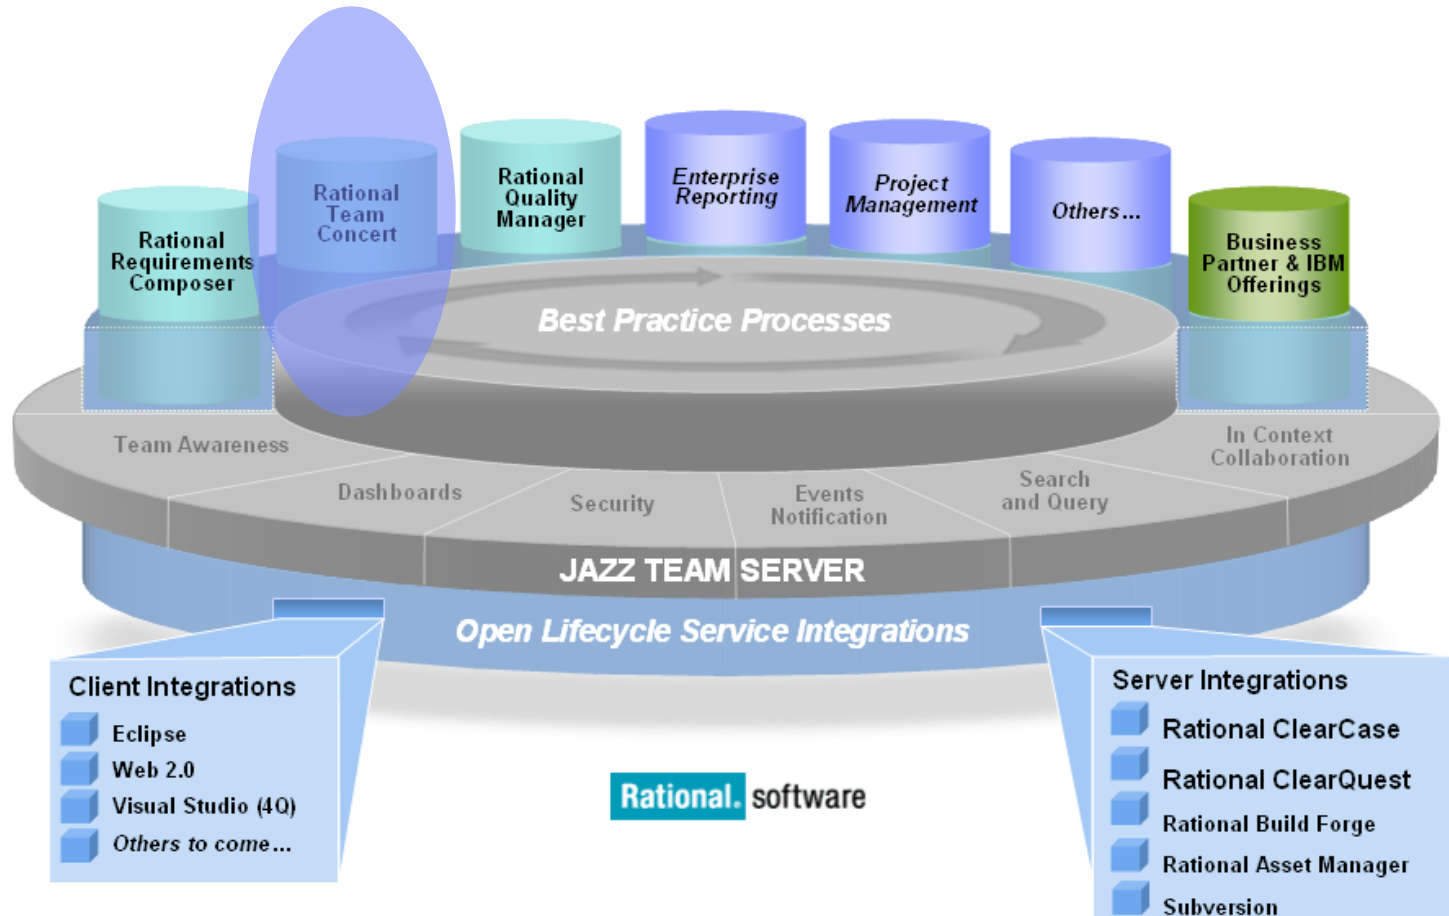 Rational
Requirements
Composer
Rational
Team
Concert
Rational
Quality
Manager
Enterprise
Reporting
Project
Management
Others...
Business
Partner & IBM
Offerings
Best Practice Processes
Team Awareness
Dashboards
Security
Events
Notification
Search
and Query
In Context
Collaboration
JAZZ TEAM SERVER
Open Lifecycle Service Integrations
Client Integrations
Eclipse
Web 2.0
Visual Studio (4Q)
Others to come...
Rational. software
Server Integrations
Rational ClearCase
Rational ClearQuest
Rational Build Forge
Rational Asset Manager
Subversion